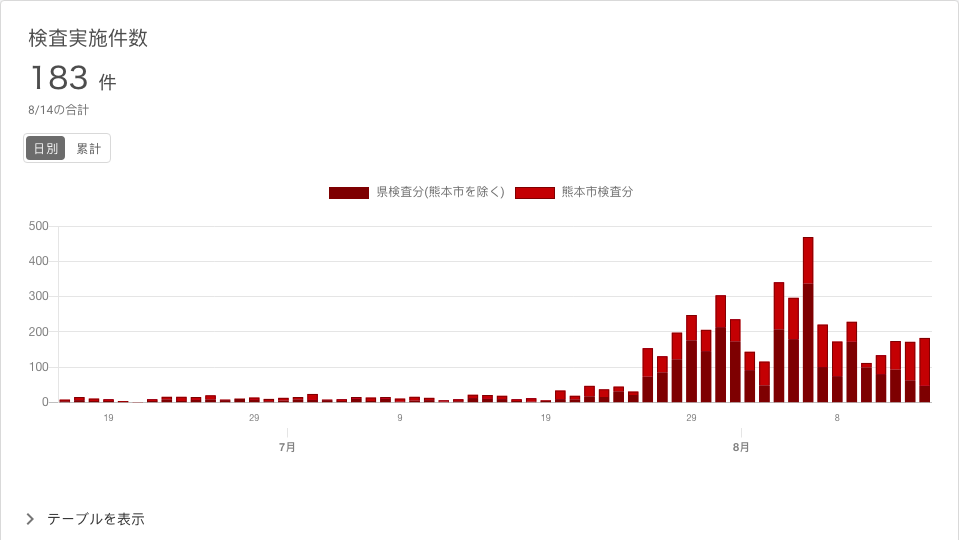 検査実施件数
183 件
8/14の合計
日別 累計
県検査分(熊本市を除く) 熊本市検査分
500
400
300
200
100
0
19 29 9 19 29 8
7月 8月
テーブルを表示